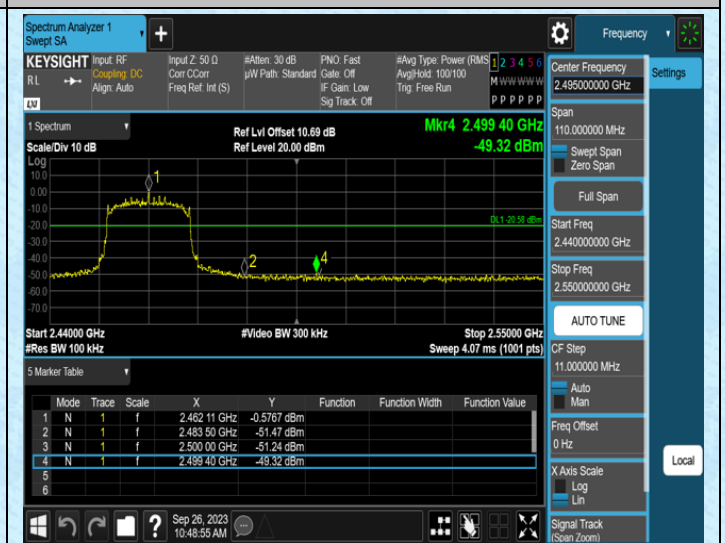 Spectrum Analyzer 1
Swept SA
+
Frequency
KEYSIGHT
RL
LXI
Input: RF
Coupling: DC
Align: Auto
Input Z: 50 Ω
Corr CCorr
Freq Ref: Int (S)
#Atten: 30 dB
µW Path: Standard
PNO: Fast
Gate: Off
IF Gain: Low
Sig Track: Off
#Avg Type: Power (RMS
Avg|Hold: 100/100
Trig: Free Run
1 2 3 4 5 6
M W W W W W
P P P P P P
Center Frequency
2.495000000 GHz
Settings
Span
110.000000 MHz
Swept Span
Zero Span
Full Span
Start Freq
2.440000000 GHz
Stop Freq
2.550000000 GHz
AUTO TUNE
CF Step
11.000000 MHz
Auto
Man
Freq Offset
0 Hz
X Axis Scale
Log
Lin
Signal Track
(Span Zoom)
Local
1 Spectrum
Scale/Div 10 dB
Ref Lvl Offset 10.69 dB
Ref Level 20.00 dBm
Mkr4 2.499 40 GHz
-49.32 dBm
Log
10.0
0.00
-10.0
-20.0
-30.0
-40.0
-50.0
-60.0
-70.0
1
2
4
DL1 -20.58 dBm
Start 2.44000 GHz
#Res BW 100 kHz
#Video BW 300 kHz
Stop 2.55000 GHz
Sweep 4.07 ms (1001 pts)
5 Marker Table
Mode Trace Scale X Y Function Function Width Function Value
1 N 1 f 2.462 11 GHz -0.5767 dBm
2 N 1 f 2.483 50 GHz -51.47 dBm
3 N 1 f 2.500 00 GHz -51.24 dBm
4 N 1 f 2.499 40 GHz -49.32 dBm
5
6
?
Sep 26, 2023
10:48:55 AM